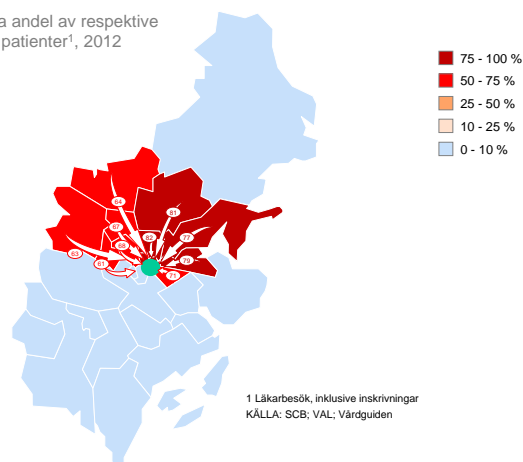 a andel av respektive
patienter¹, 2012
75 - 100 %
50 - 75 %
25 - 50 %
10 - 25 %
0 - 10 %
64
81
67
82
77
68
63
79
61
71
1 Läkarbesök, inklusive inskrivningar
KÄLLA: SCB; VAL; Vårdguiden